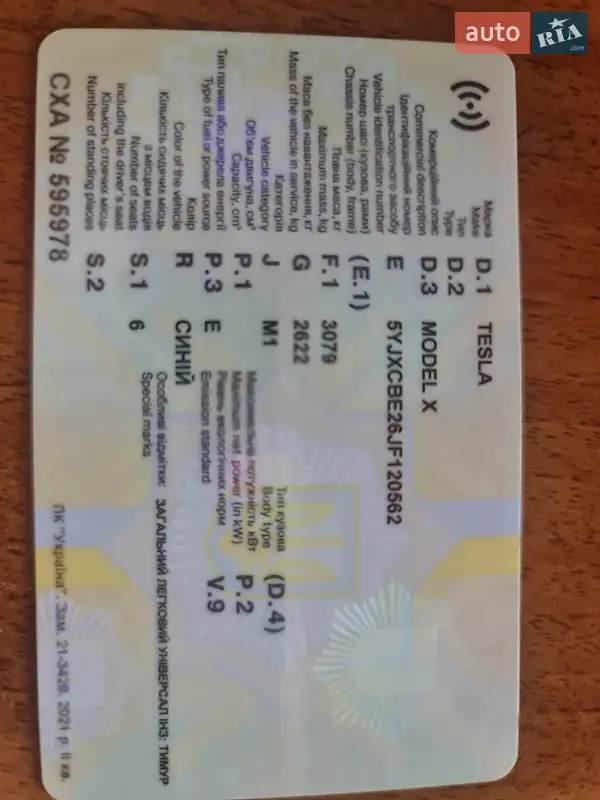 auto RIA .com
Марка
Make D.1 TESLA
Тип
Type D.2
Комерційний опис
Commercial description D.3 MODEL X
Ідентифікаційний номер
транспортного засобу
Vehicle identification number E 5YJXCBE26JF120562
Номер шасі (кузова, рами)
Chassis number (body, frame) (E.1)
Повна маса, кг
Maximum mass, kg F.1 3079
Маса без навантаження, кг
Mass of the vehicle in service, kg G 2622
Категорія
Vehicle category J M1
Тип кузова
Body type (D.4)
Об'єм двигуна, см³
Capacity, cm³ P.1
Максимальна потужність кВт
Maximum net power (in kW) P.2
Тип палива або джерела енергії
Type of fuel or power source P.3 E
Рівень екологічних норм
Emission standard V.9
Колір
Color of the vehicle R СИНІЙ
Кількість сидячих місць
з місцем водія
Number of seats
including the driver's seat S.1 6
Особливі відмітки: ЗАГАЛЬНИЙ ЛЕГКОВИЙ УНІВЕРСАЛ ІНЗ: ТИМУР
Special marks
Кількість стоячих місць
Number of standing places S.2
СХА № 595978
ПК "Україна". Зам. 21-3428. 2021 р. II кв.